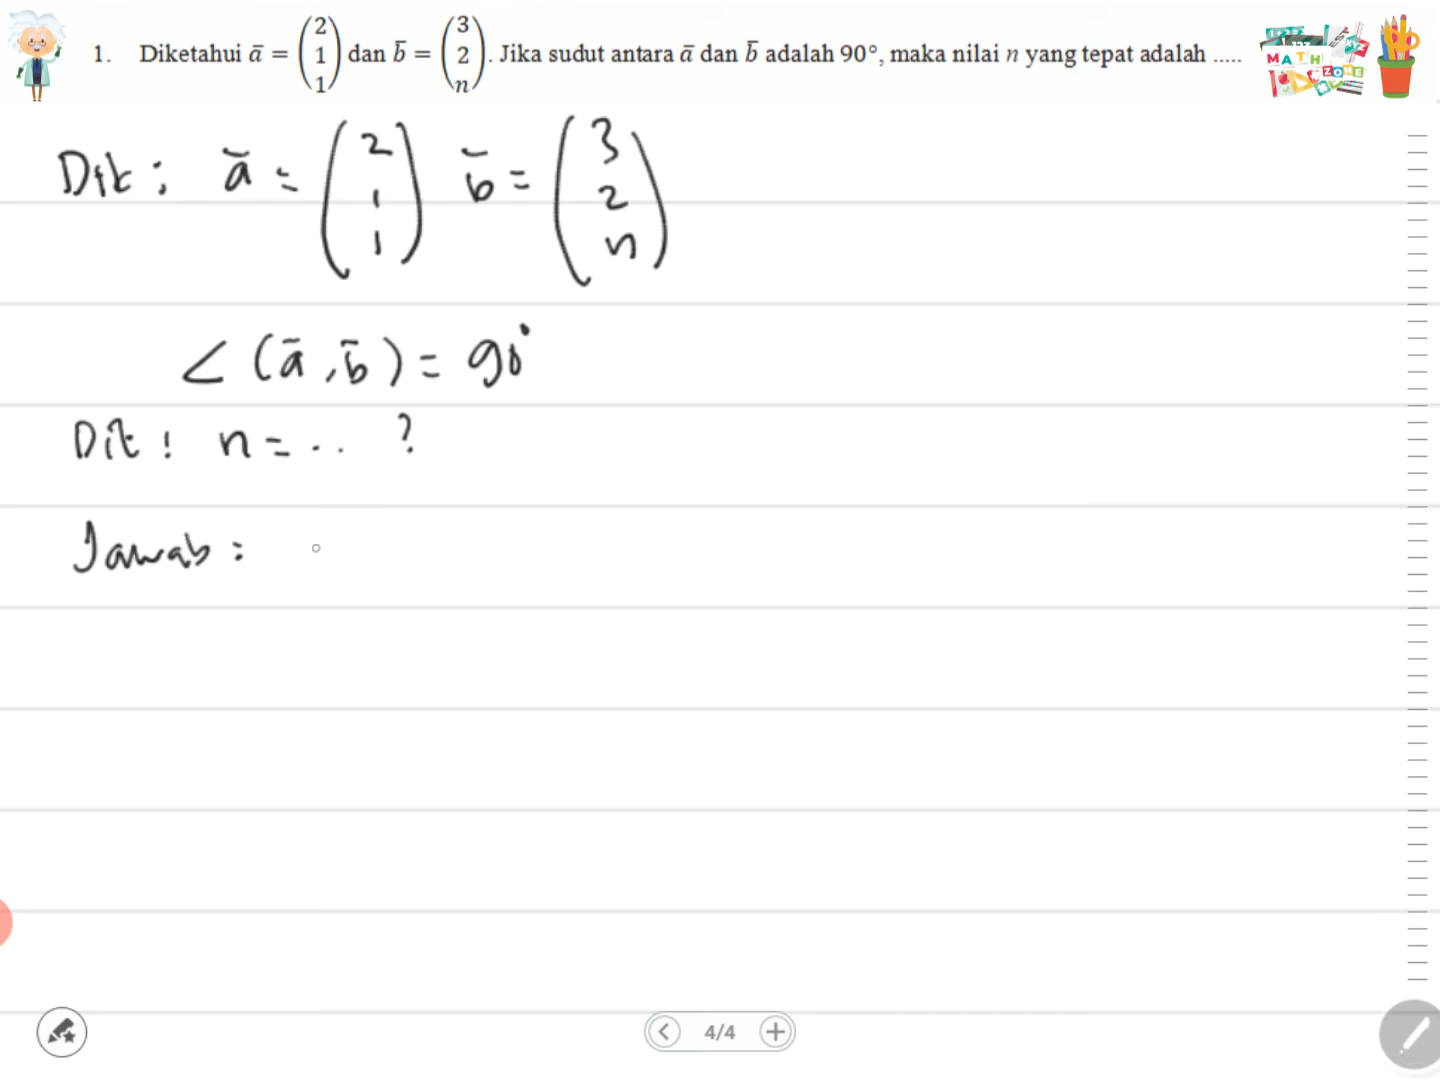 1. Diketahui ā = (2 1 1) dan b̄ = (3 2 n). Jika sudut antara ā dan b̄ adalah 90°, maka nilai n yang tepat adalah .....
MATH
ZONE
Dik : ā = (2 1 1) b̄ = (3 2 n)
∠ (ā , b̄) = 90°
Dit : n = .. ?
Jawab :
4/4